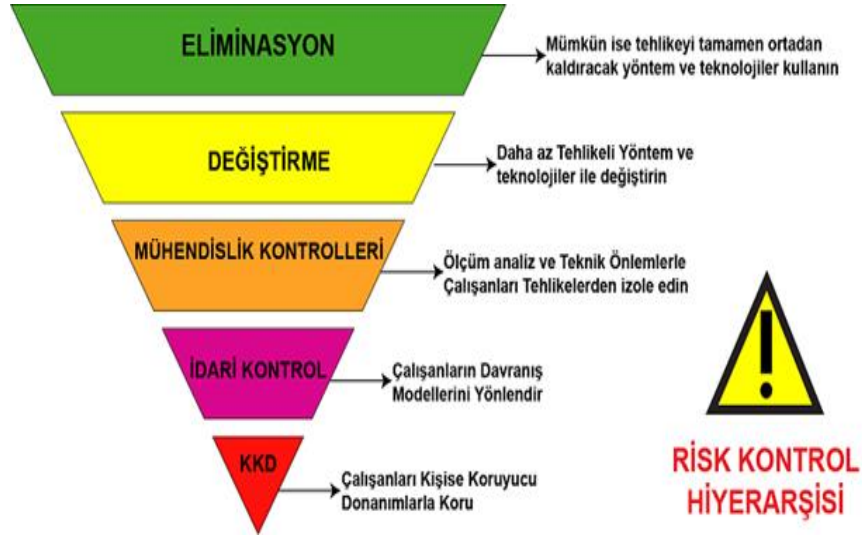 ELİMİNASYON
Mümkün ise tehlikeyi tamamen ortadan
kaldıracak yöntem ve teknolojiler kullanın
DEĞİŞTİRME
Daha az Tehlikeli Yöntem ve
teknolojiler ile değiştirin
MÜHENDİSLİK KONTROLLERİ
Ölçüm analiz ve Teknik Önlemlerle
Çalışanları Tehlikelerden izole edin
İDARİ KONTROL
Çalışanların Davranış
Modellerini Yönlendir
KKD
Çalışanları Kişise Koruyucu
Donanımlarla Koru
RİSK KONTROL
HİYERARŞİSİ